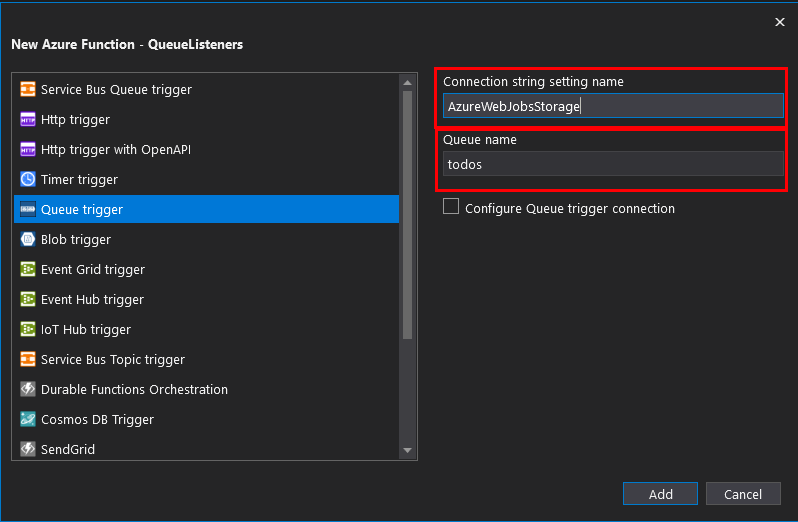 New Azure Function - QueueListeners
Service Bus Queue trigger
Http trigger
Http trigger with OpenAPI
Timer trigger
Queue trigger
Blob trigger
Event Grid trigger
Event Hub trigger
IoT Hub trigger
Service Bus Topic trigger
Durable Functions Orchestration
Cosmos DB Trigger
SendGrid
Connection string setting name
AzureWebJobsStorage
Queue name
todos
Configure Queue trigger connection
Add
Cancel